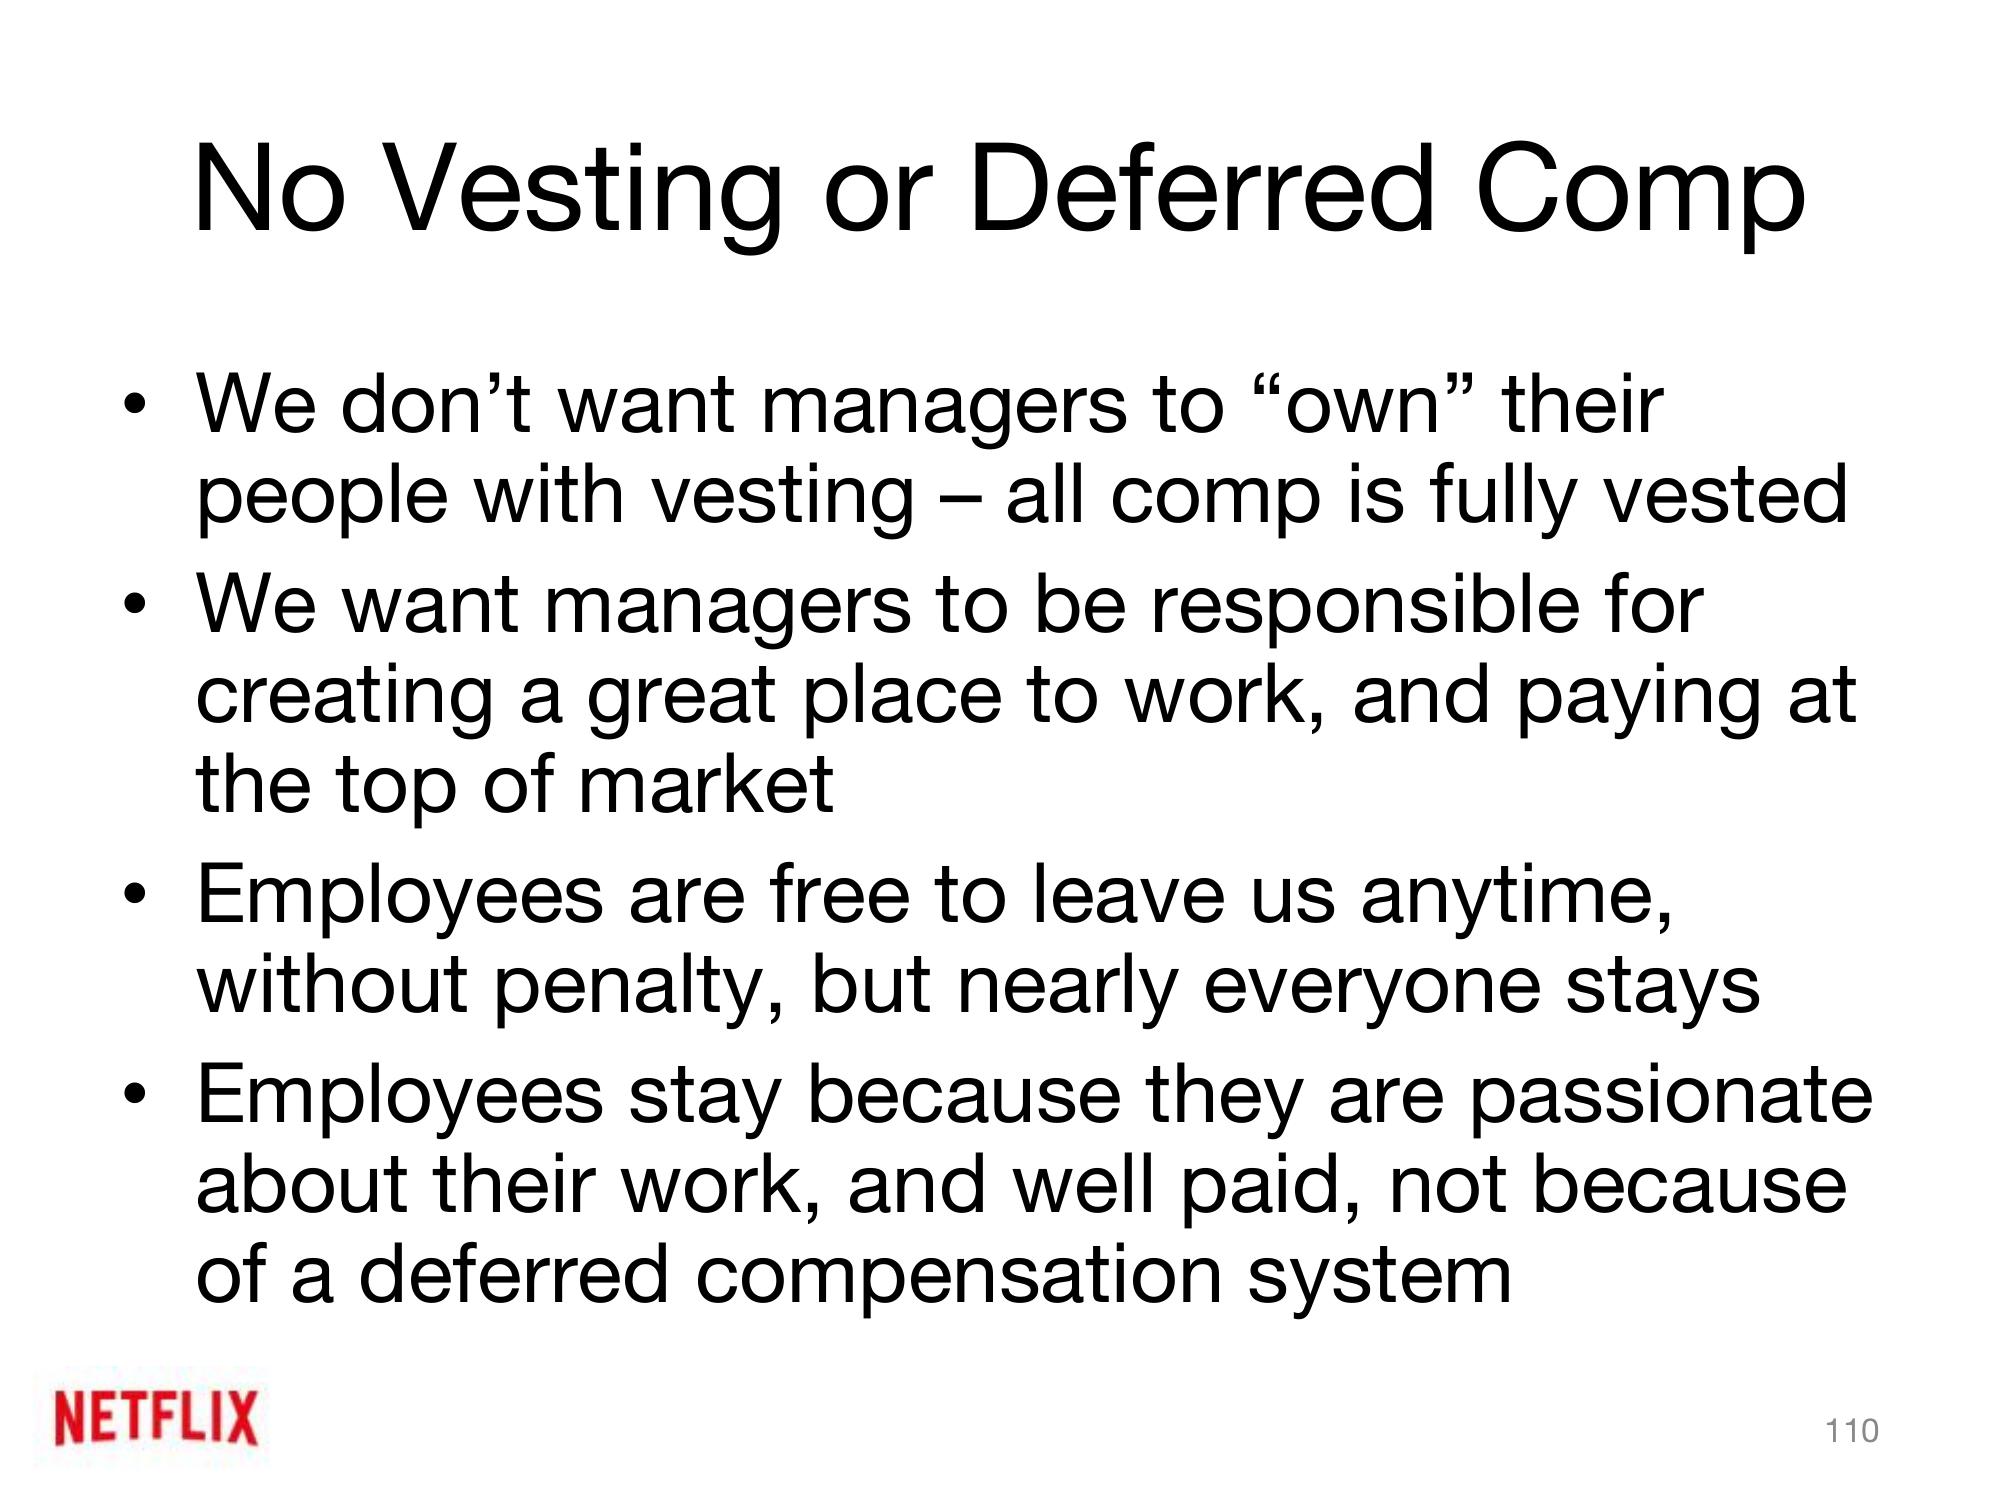 No Vesting or Deferred Comp
• We don’t want managers to “own” their
people with vesting – all comp is fully vested
• We want managers to be responsible for
creating a great place to work, and paying at
the top of market
• Employees are free to leave us anytime,
without penalty, but nearly everyone stays
• Employees stay because they are passionate
about their work, and well paid, not because
of a deferred compensation system
NETFLIX
110